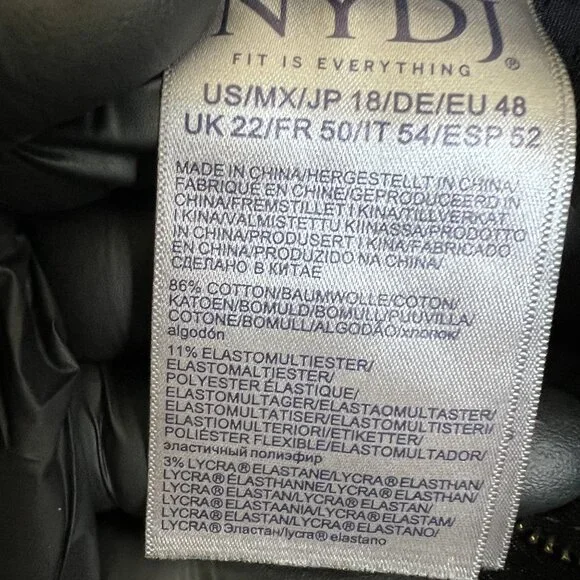 NYDJ®
FIT IS EVERYTHING
US/MX/JP 18/DE/EU 48
UK 22/FR 50/IT 54/ESP 52
MADE IN CHINA/HERGESTELLT IN CHINA/
FABRIQUÉ EN CHINE/GEPRODUCEERD IN
CHINA/FREMSTILLET I KINA/TILLVERKAT
I KINA/VALMISTETTU KIINASSA/PRODOTTO
IN CHINA/PRODUSERT I KINA/FABRICADO
EN CHINA/PRODUZIDO NA CHINA/
СДЕЛАНО В КИТАЕ
86% COTTON/BAUMWOLLE/COTON/
KATOEN/BOMULD/BOMULL/PUUVILLA/
COTONE/BOMULL/ALGODÃO/хлопок/
algodón
11% ELASTOMULTIESTER/
ELASTOMALTIESTER/
POLYESTER ÉLASTIQUE/
ELASTOMULTAGER/ELASTAOMULTASTER/
ELASTOMULTATISER/ELASTOMULTISTERI/
ELASTIOMULTERIORI/ETIKETTER/
POLIÉSTER FLEXIBLE/ELASTOMULTADOR/
эластичный полиэфир
3% LYCRA®ELASTANE/LYCRA®ELASTHAN/
LYCRA®ELASTHANNE/LYCRA®ELASTHAN/
LYCRA®ELASTAN/LYCRA®ELASTAN/
LYCRA®ELASTAANIA/LYCRA®ELASTAM/
LYCRA®ELASTAN/LYCRA®ELASTANO/
LYCRA®Эластан/lycra®elastano